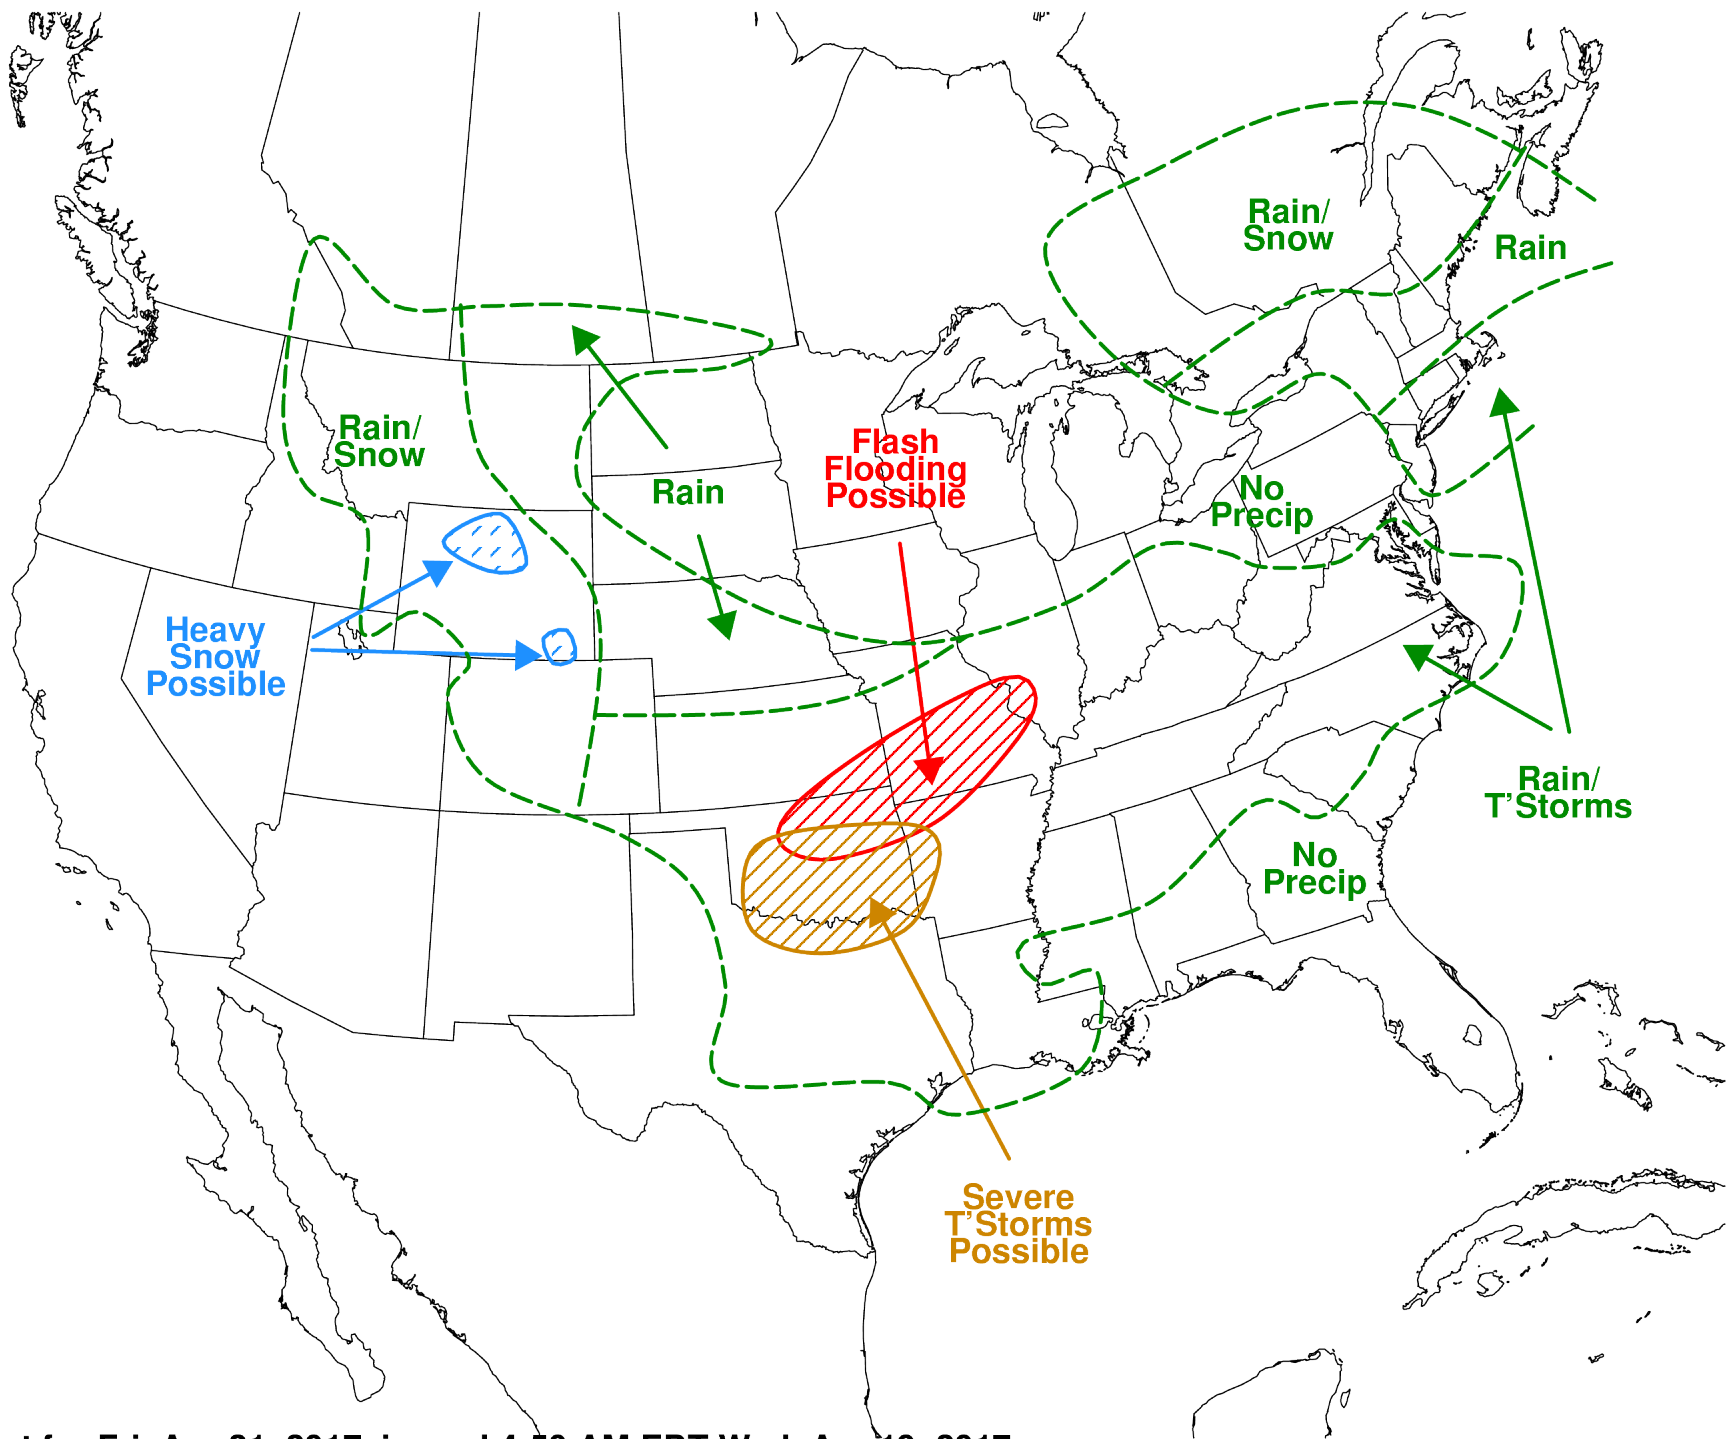 Rain/
Snow
Rain
Rain/
Snow
Flash
Flooding
Possible
Rain
No
Precip
Heavy
Snow
Possible
Rain/
T'Storms
No
Precip
Severe
T'Storms
Possible